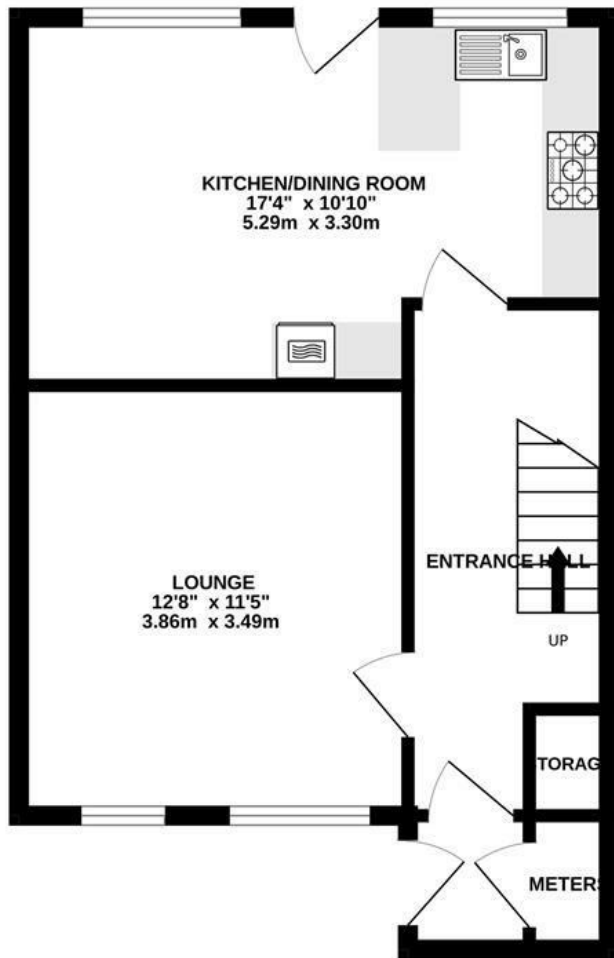 KITCHEN/DINING ROOM
17'4" x 10'10"
5.29m x 3.30m
LOUNGE
12'8" x 11'5"
3.86m x 3.49m
ENTRANCE HALL
UP
TORAG
METERS